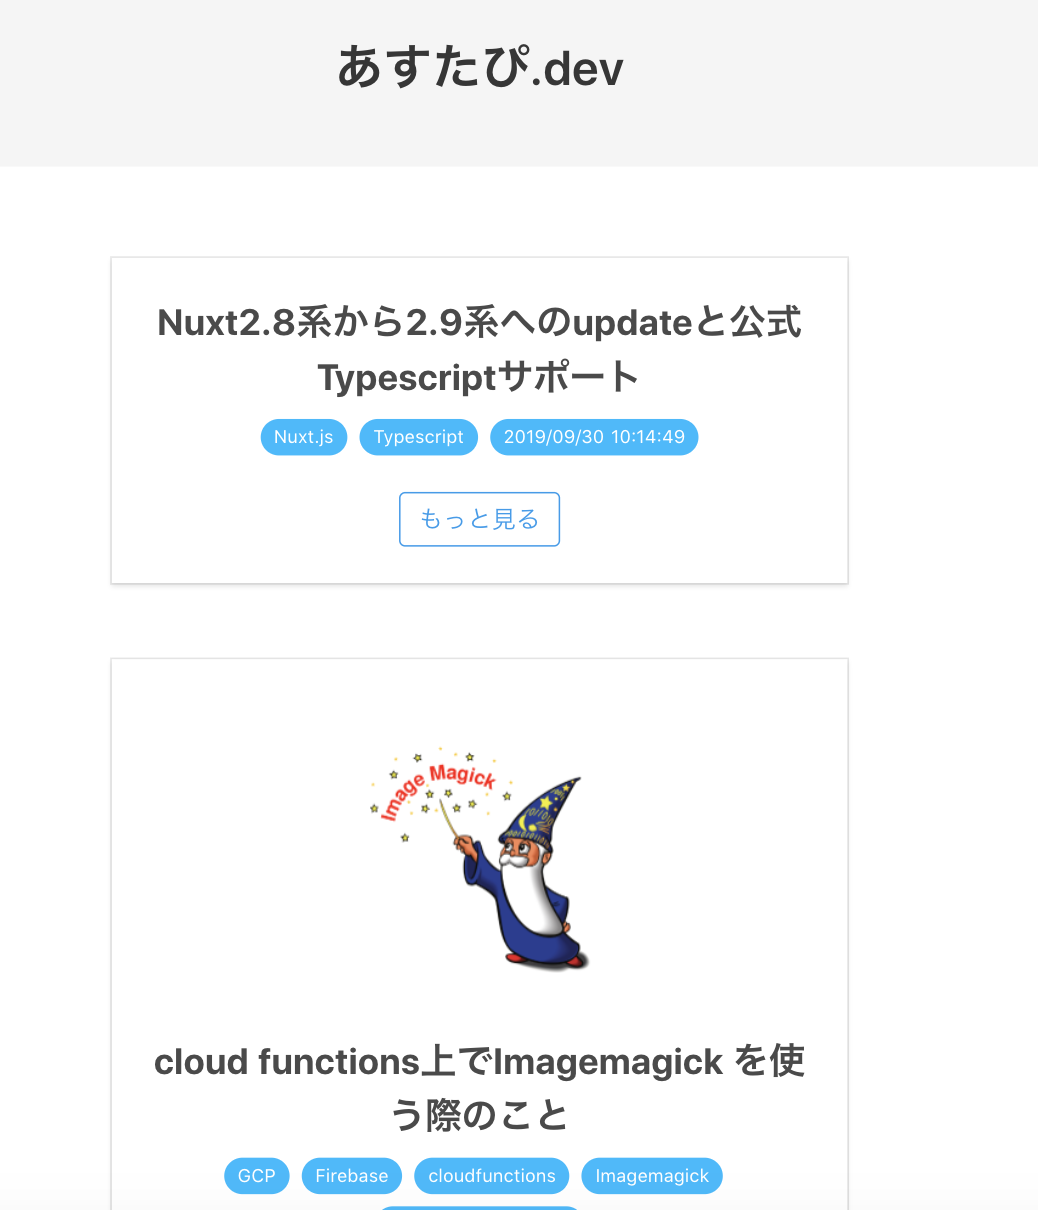 あすたぴ.dev
Nuxt2.8系から2.9系へのupdateと公式
Typescriptサポート
Nuxt.js Typescript 2019/09/30 10:14:49
もっと見る
Image Magick
cloud functions上でImagemagick を使
う際のこと
GCP Firebase cloudfunctions Imagemagick